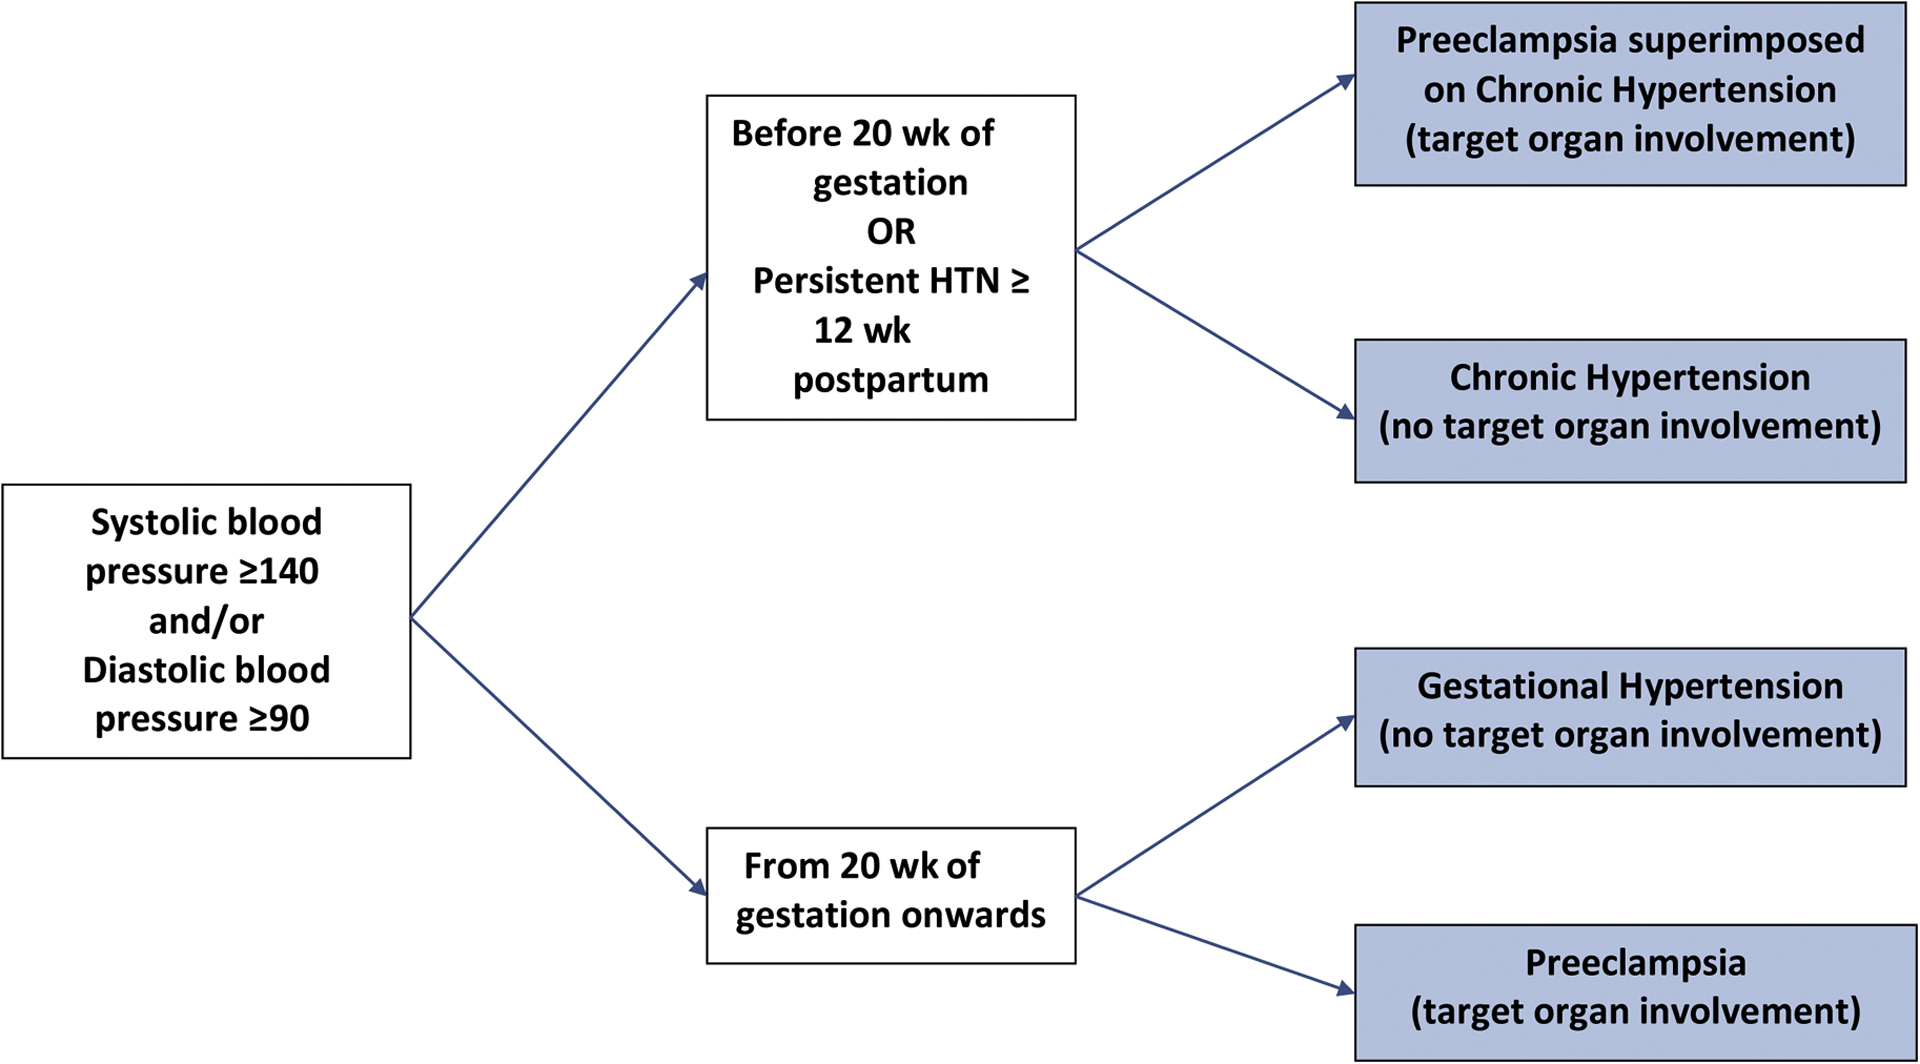 Systolic blood
pressure ≥140
and/or
Diastolic blood
pressure ≥90
Before 20 wk of
gestation
OR
Persistent HTN ≥
12 wk
postpartum
From 20 wk of
gestation onwards
Preeclampsia superimposed
on Chronic Hypertension
(target organ involvement)
Chronic Hypertension
(no target organ involvement)
Gestational Hypertension
(no target organ involvement)
Preeclampsia
(target organ involvement)